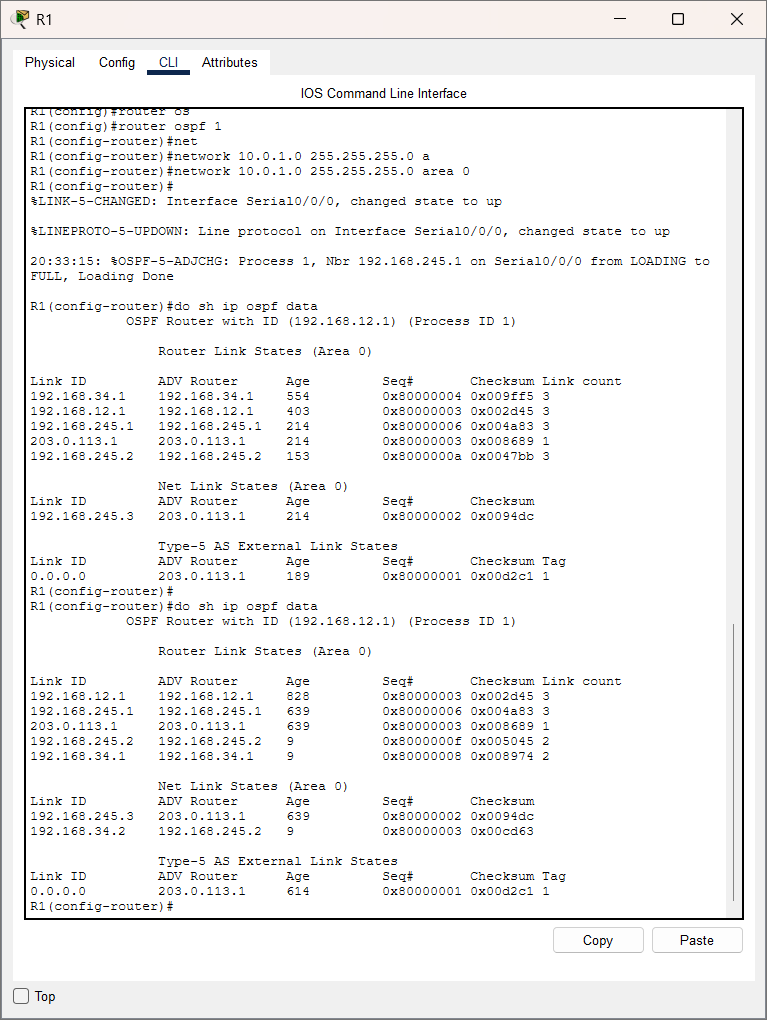 R1
Physical Config CLI Attributes
IOS Command Line Interface
R1(config)#router os
R1(config)#router ospf 1
R1(config-router)#net
R1(config-router)#network 10.0.1.0 255.255.255.0 a
R1(config-router)#network 10.0.1.0 255.255.255.0 area 0
R1(config-router)#
%LINK-5-CHANGED: Interface Serial0/0/0, changed state to up
%LINEPROTO-5-UPDOWN: Line protocol on Interface Serial0/0/0, changed state to up
20:33:15: %OSPF-5-ADJCHG: Process 1, Nbr 192.168.245.1 on Serial0/0/0 from LOADING to
FULL, Loading Done
R1(config-router)#do sh ip ospf data
OSPF Router with ID (192.168.12.1) (Process ID 1)
Router Link States (Area 0)
Link ID ADV Router Age Seq# Checksum Link count
192.168.34.1 192.168.34.1 554 0x80000004 0x009ff5 3
192.168.12.1 192.168.12.1 403 0x80000003 0x002d45 3
192.168.245.1 192.168.245.1 214 0x80000006 0x004a83 3
203.0.113.1 203.0.113.1 214 0x80000003 0x008689 1
192.168.245.2 192.168.245.2 153 0x8000000a 0x0047bb 3
Net Link States (Area 0)
Link ID ADV Router Age Seq# Checksum
192.168.245.3 203.0.113.1 214 0x80000002 0x0094dc
Type-5 AS External Link States
Link ID ADV Router Age Seq# Checksum Tag
0.0.0.0 203.0.113.1 189 0x80000001 0x00d2c1 1
R1(config-router)#
R1(config-router)#do sh ip ospf data
OSPF Router with ID (192.168.12.1) (Process ID 1)
Router Link States (Area 0)
Link ID ADV Router Age Seq# Checksum Link count
192.168.12.1 192.168.12.1 828 0x80000003 0x002d45 3
192.168.245.1 192.168.245.1 639 0x80000006 0x004a83 3
203.0.113.1 203.0.113.1 639 0x80000003 0x008689 1
192.168.245.2 192.168.245.2 9 0x8000000f 0x005045 2
192.168.34.1 192.168.34.1 9 0x80000008 0x008974 2
Net Link States (Area 0)
Link ID ADV Router Age Seq# Checksum
192.168.245.3 203.0.113.1 639 0x80000002 0x0094dc
192.168.34.2 192.168.245.2 9 0x80000003 0x00cd63
Type-5 AS External Link States
Link ID ADV Router Age Seq# Checksum Tag
0.0.0.0 203.0.113.1 614 0x80000001 0x00d2c1 1
R1(config-router)#
Copy Paste
Top